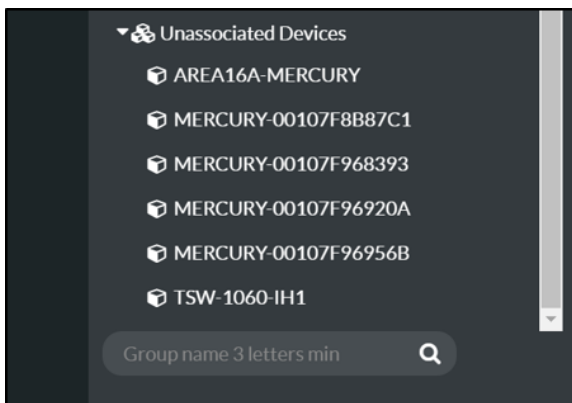 Unassociated Devices
AREA16A-MERCURY
MERCURY-00107F8B87C1
MERCURY-00107F968393
MERCURY-00107F96920A
MERCURY-00107F96956B
TSW-1060-IH1
Group name 3 letters min